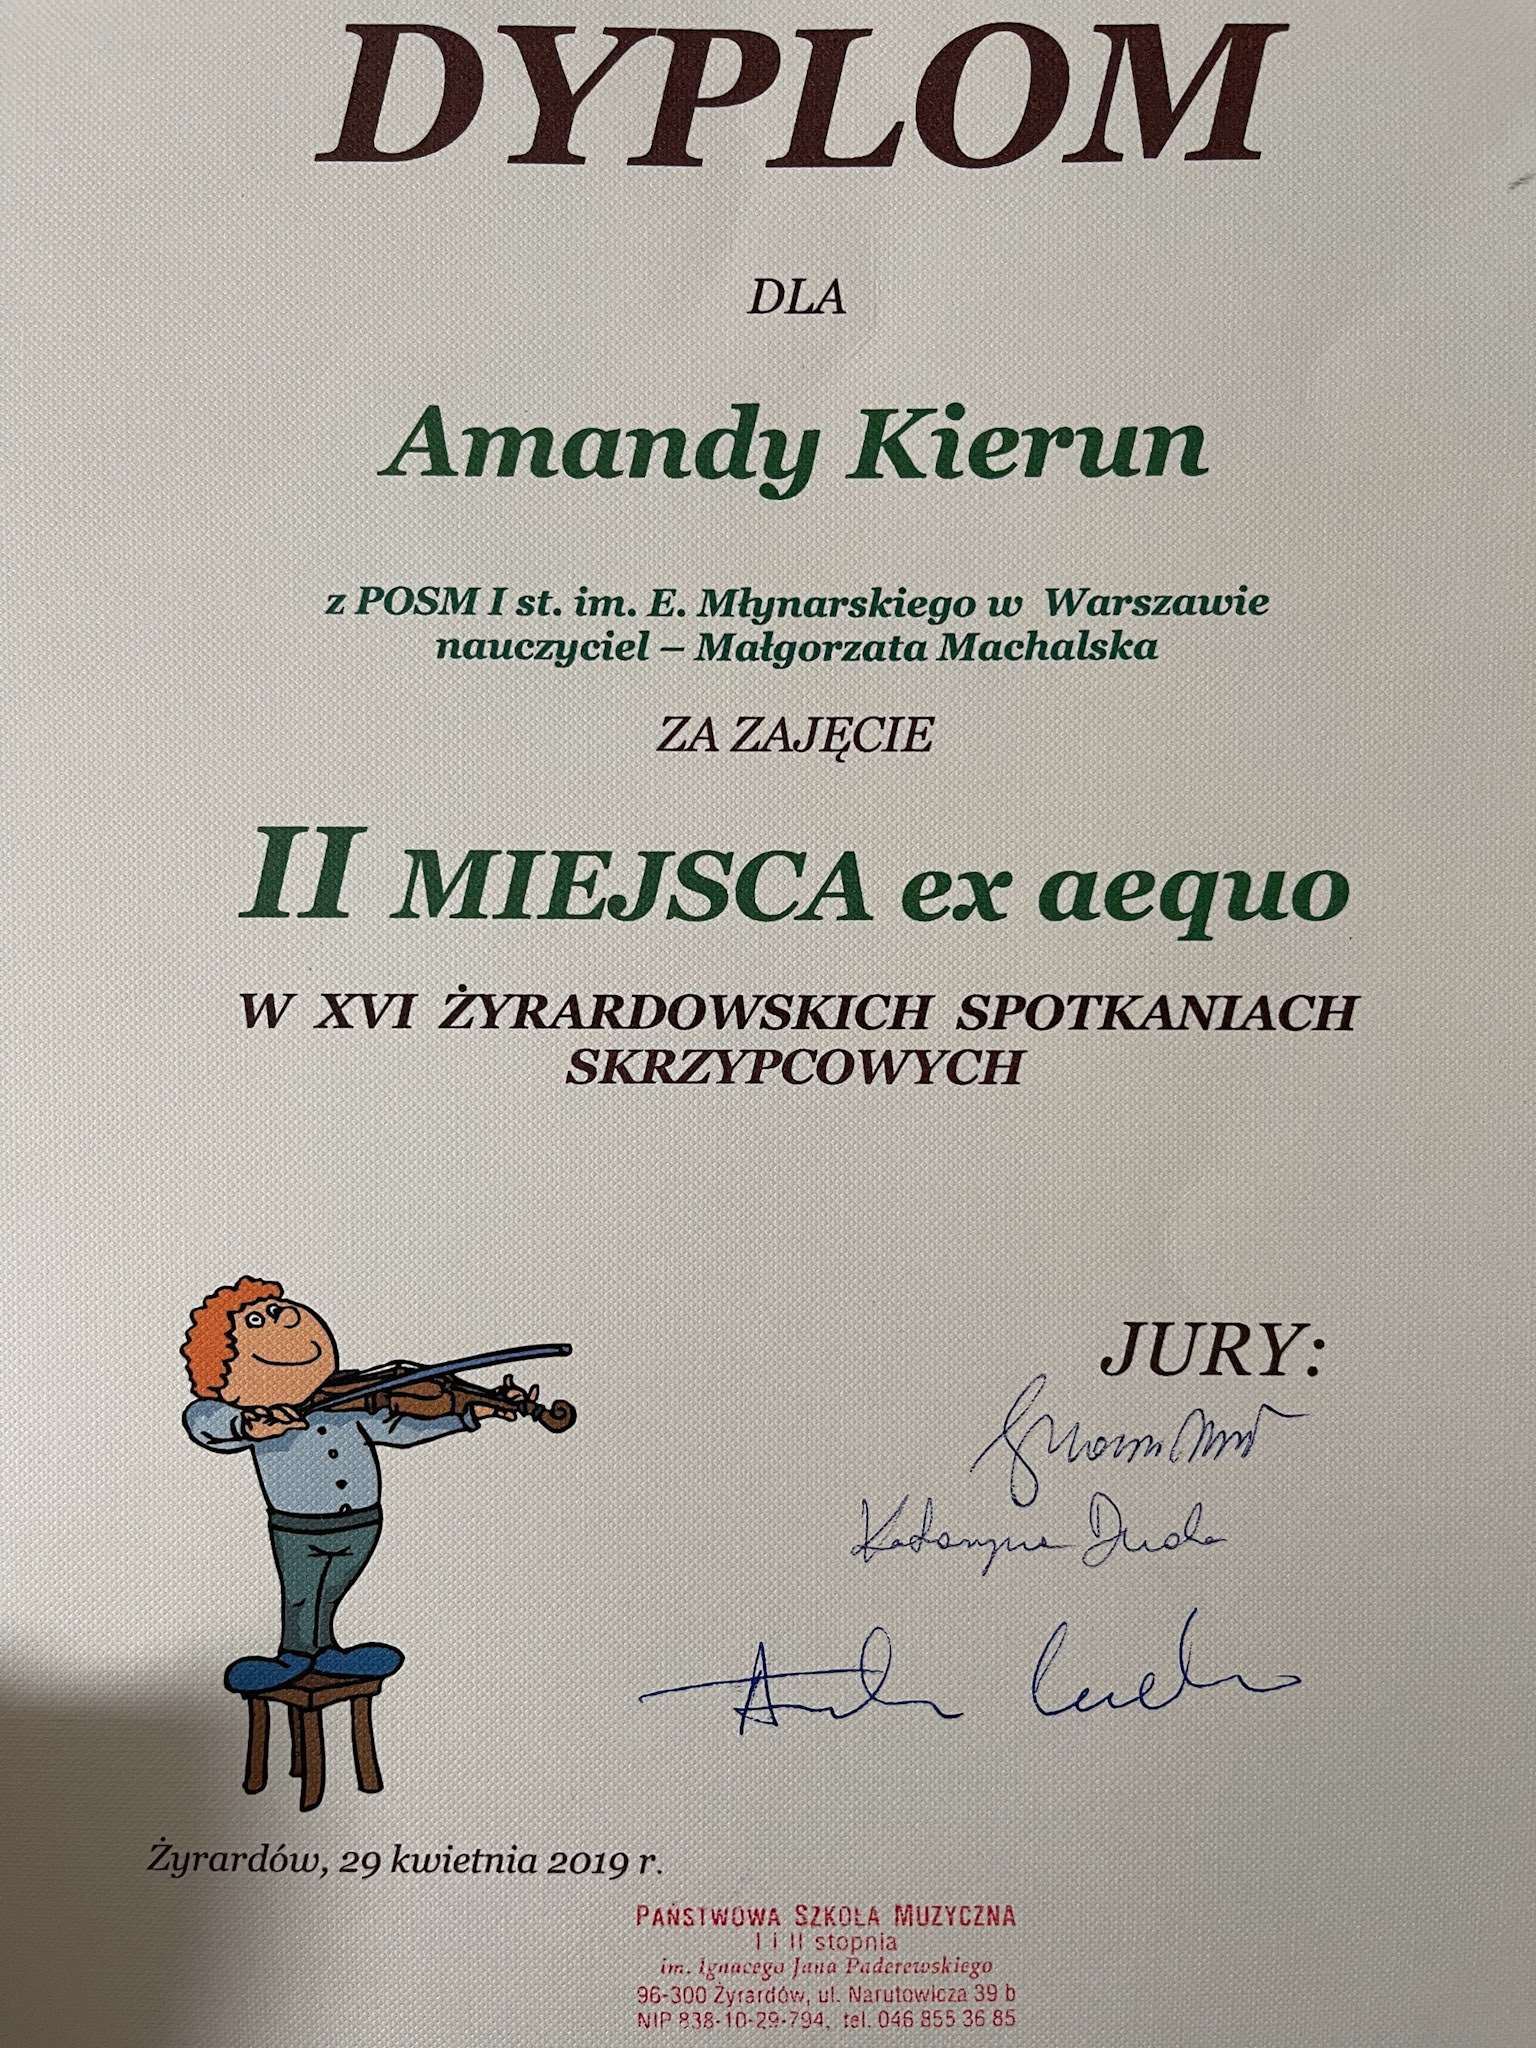 DYPLOM
DLA
Amandy Kierun
z POSM I st. im. E. Młynarskiego w Warszawie
nauczyciel – Małgorzata Machalska
ZA ZAJĘCIE
II MIEJSCA ex aequo
W XVI ŻYRARDOWSKICH SPOTKANIACH
SKRZYPCOWYCH
JURY:
Katarzyna Duda
Żyrardów, 29 kwietnia 2019 r.
PAŃSTWOWA SZKOŁA MUZYCZNA
I i II stopnia
im. Ignacego Jana Paderewskiego
96-300 Żyrardów, ul. Narutowicza 39 b
NIP 838-10-29-794, tel. 046 855 36 85